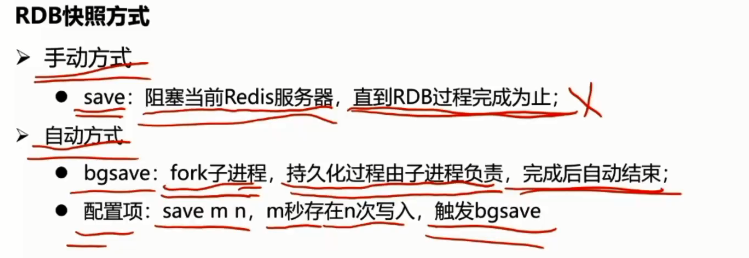 RDB快照方式
➢ 手动方式
● save：阻塞当前Redis服务器，直到RDB过程完成为止；
➢ 自动方式
● bgsave：fork子进程，持久化过程由子进程负责，完成后自动结束；
● 配置项：save m n，m秒存在n次写入，触发bgsave